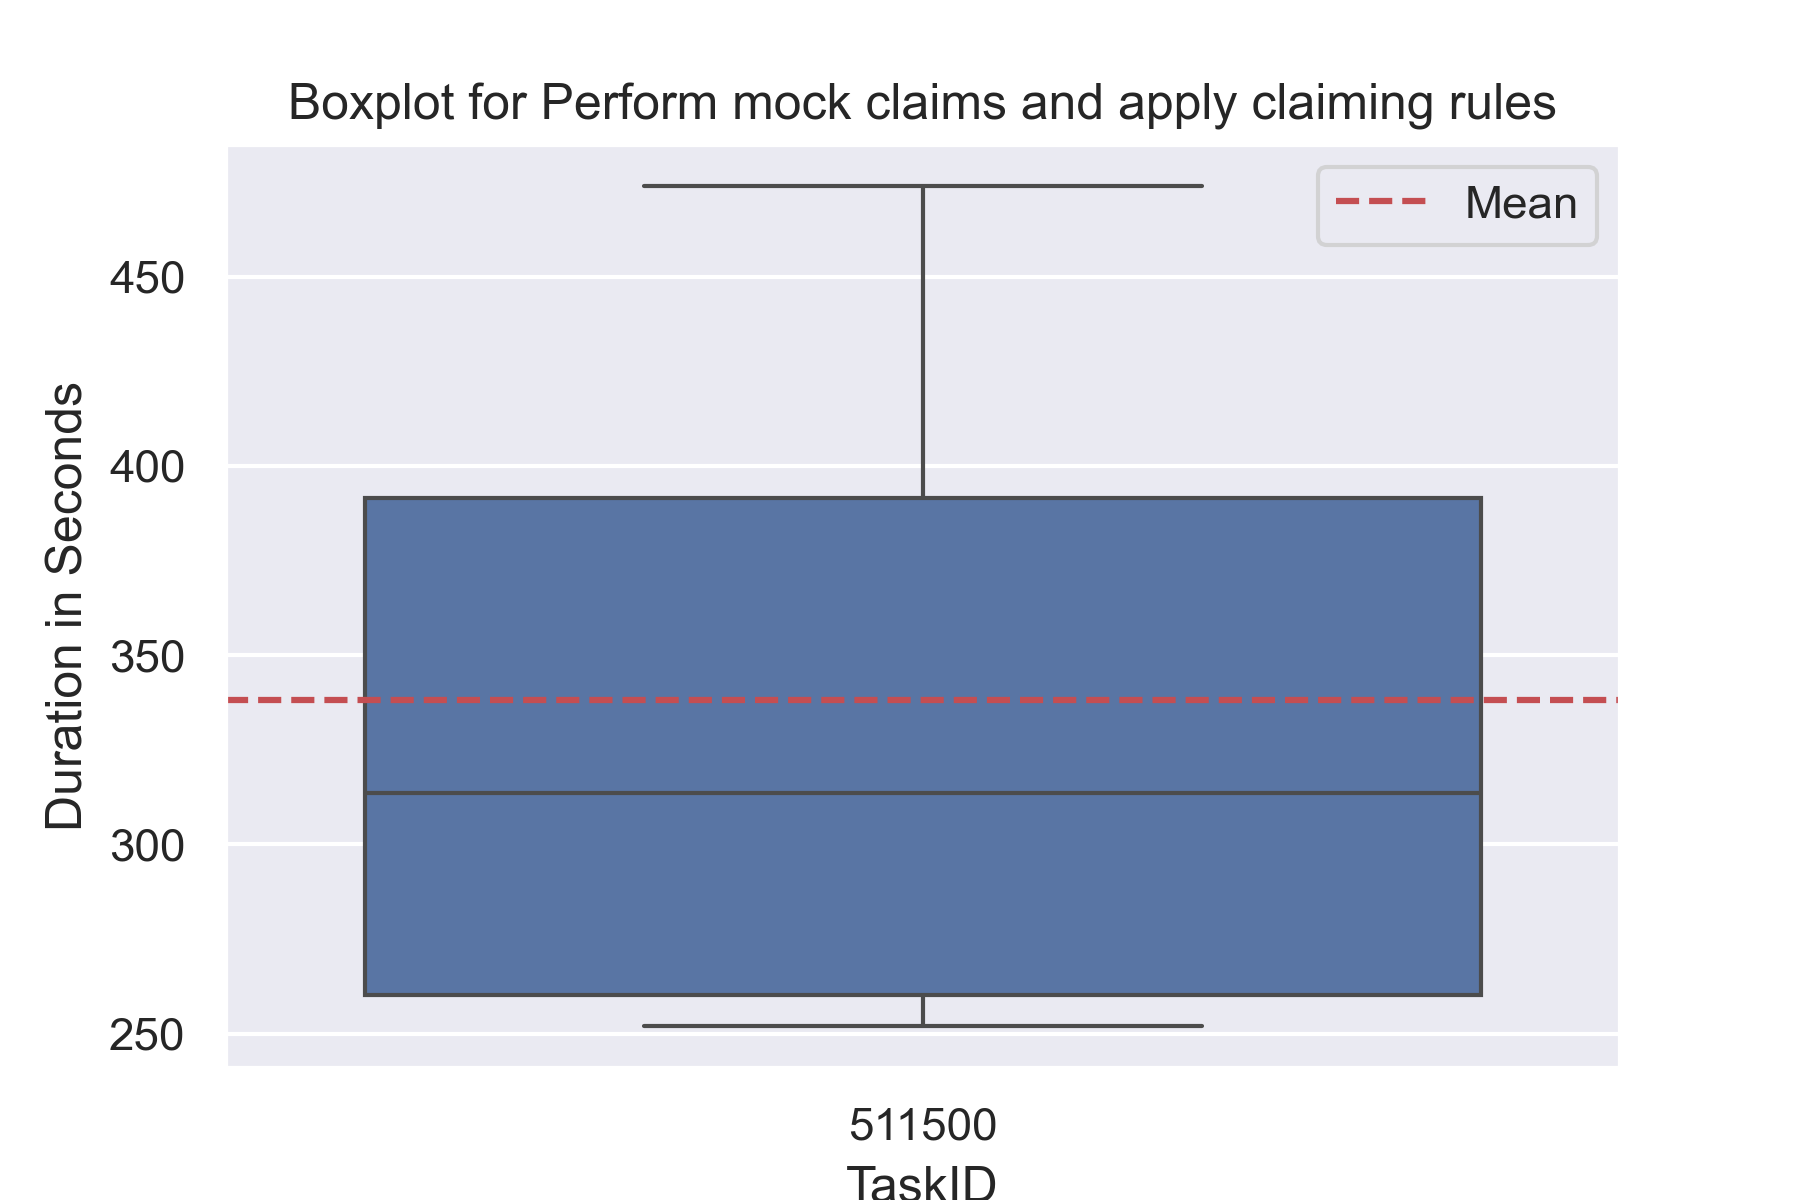 Boxplot for Perform mock claims and apply claiming rules
Mean
450
400
350
300
250
Duration in Seconds
511500
TaskID